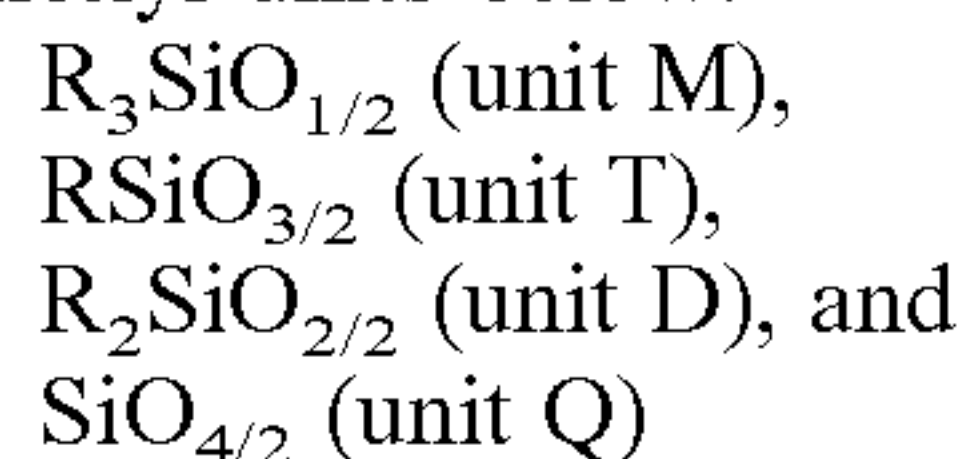 R₃SiO₁/₂ (unit M),
RSiO₃/₂ (unit T),
R₂SiO₂/₂ (unit D), and
SiO₄/₂ (unit Q)